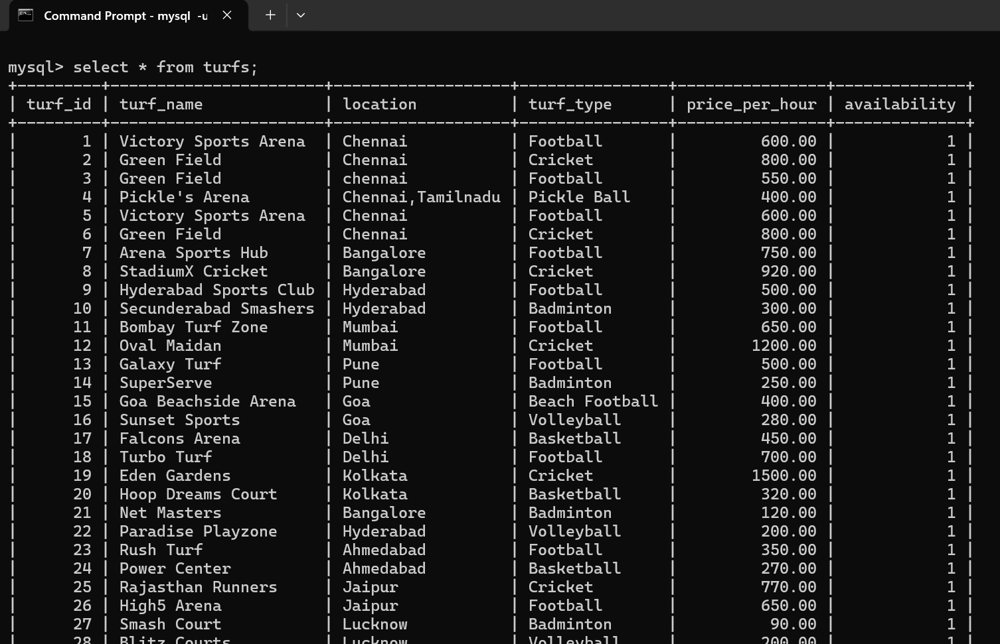 Command Prompt - mysql -u
mysql> select * from turfs;
+---------+-----------------------+-------------------+----------------+----------------+--------------+
| turf_id | turf_name             | location          | turf_type      | price_per_hour | availability |
+---------+-----------------------+-------------------+----------------+----------------+--------------+
|       1 | Victory Sports Arena  | Chennai           | Football       |         600.00 |            1 |
|       2 | Green Field           | Chennai           | Cricket        |         800.00 |            1 |
|       3 | Green Field           | chennai           | Football       |         550.00 |            1 |
|       4 | Pickle's Arena        | Chennai,Tamilnadu | Pickle Ball    |         400.00 |            1 |
|       5 | Victory Sports Arena  | Chennai           | Football       |         600.00 |            1 |
|       6 | Green Field           | Chennai           | Cricket        |         800.00 |            1 |
|       7 | Arena Sports Hub      | Bangalore         | Football       |         750.00 |            1 |
|       8 | StadiumX Cricket      | Bangalore         | Cricket        |         920.00 |            1 |
|       9 | Hyderabad Sports Club | Hyderabad         | Football       |         500.00 |            1 |
|      10 | Secunderabad Smashers | Hyderabad         | Badminton      |         300.00 |            1 |
|      11 | Bombay Turf Zone      | Mumbai            | Football       |         650.00 |            1 |
|      12 | Oval Maidan           | Mumbai            | Cricket        |        1200.00 |            1 |
|      13 | Galaxy Turf           | Pune              | Football       |         500.00 |            1 |
|      14 | SuperServe            | Pune              | Badminton      |         250.00 |            1 |
|      15 | Goa Beachside Arena   | Goa               | Beach Football |         400.00 |            1 |
|      16 | Sunset Sports         | Goa               | Volleyball     |         280.00 |            1 |
|      17 | Falcons Arena         | Delhi             | Basketball     |         450.00 |            1 |
|      18 | Turbo Turf            | Delhi             | Football       |         700.00 |            1 |
|      19 | Eden Gardens          | Kolkata           | Cricket        |        1500.00 |            1 |
|      20 | Hoop Dreams Court     | Kolkata           | Basketball     |         320.00 |            1 |
|      21 | Net Masters           | Bangalore         | Badminton      |         120.00 |            1 |
|      22 | Paradise Playzone     | Hyderabad         | Volleyball     |         200.00 |            1 |
|      23 | Rush Turf             | Ahmedabad         | Football       |         350.00 |            1 |
|      24 | Power Center          | Ahmedabad         | Basketball     |         270.00 |            1 |
|      25 | Rajasthan Runners     | Jaipur            | Cricket        |         770.00 |            1 |
|      26 | High5 Arena           | Jaipur            | Football       |         650.00 |            1 |
|      27 | Smash Court           | Lucknow           | Badminton      |          90.00 |            1 |
|      28 | Blitz Courts          | Lucknow           | Volleyball     |         200.00 |            1 |